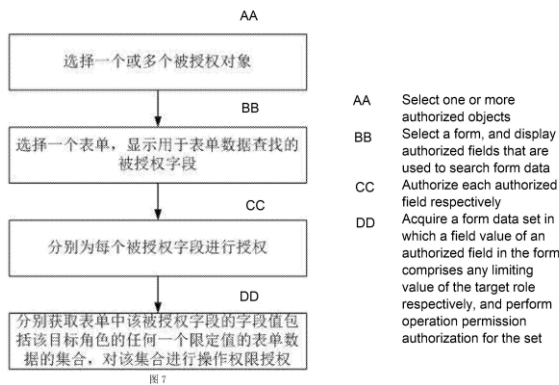 AA
选择一个或多个被授权对象
BB
选择一个表单，显示用于表单数据查找的
被授权字段
CC
分别为每个被授权字段进行授权
DD
分别获取表单中该被授权字段的字段值包
括该目标角色的任何一个限定值的表单数
据的集合，对该集合进行操作权限授权
图7
AA Select one or more
authorized objects
BB Select a form, and display
authorized fields that are
used to search form data
CC Authorize each authorized
field respectively
DD Acquire a form data set in
which a field value of an
authorized field in the form
comprises any limiting
value of the target role
respectively, and perform
operation permission
authorization for the set